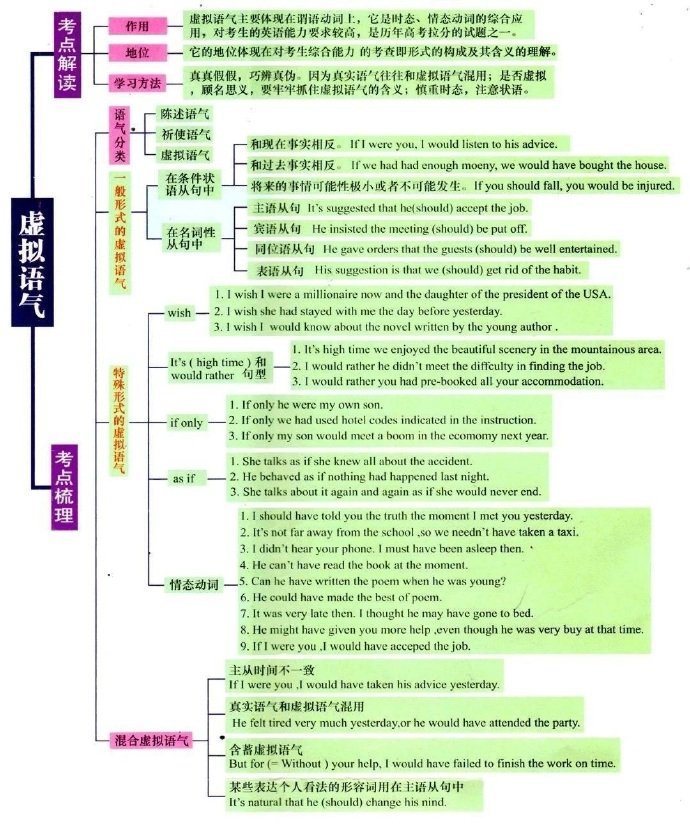 虚拟语气
考点解读
作用
虚拟语气主要体现在谓语动词上，它是时态、情态动词的综合应
用，对考生的英语能力要求较高，是历年高考拉分的试题之一。
地位
它的地位体现在对考生综合能力 的考查即形式的构成及其含义的理解。
学习方法
真真假假，巧辨真伪。因为真实语气往往和虚拟语气混用；是否虚拟
，顾名思义，要牢牢抓住虚拟语气的含义；慎重时态，注意状语。
考点梳理
语气分类
陈述语气
祈使语气
虚拟语气
一般形式的虚拟语气
在条件状
语从句中
和现在事实相反。If I were you, I would listen to his advice.
和过去事实相反。If we had had enough moeny, we would have bought the house.
将来的事情可能性极小或者不可能发生。If you should fall, you would be injured.
在名词性
从句中
主语从句 It's suggested that he(should) accept the job.
宾语从句 He insisted the meeting (should) be put off.
同位语从句 He gave orders that the guests (should) be well entertained.
表语从句 His suggestion is that we (should) get rid of the habit.
特殊形式的虚拟语气
wish
1. I wish I were a millionaire now and the daughter of the president of the USA.
2. I wish she had stayed with me the day before yesterday.
3. I wish I would know about the novel written by the young author .
It's ( high time ) 和
would rather 句型
1. It's high time we enjoyed the beautiful scenery in the mountainous area.
2. I would rather he didn't meet the diffculty in finding the job.
3. I would rather you had pre-booked all your accommodation.
if only
1. If only he were my own son.
2. If only we had used hotel codes indicated in the instruction.
3. If only my son would meet a boom in the ecomomy next year.
as if
1. She talks as if she knew all about the accident.
2. He behaved as if nothing had happened last night.
3. She talks about it again and again as if she would never end.
情态动词
1. I should have told you the truth the moment I met you yesterday.
2. It's not far away from the school ,so we needn't have taken a taxi.
3. I didn't hear your phone. I must have been asleep then.
4. He can't have read the book at the moment.
5. Can he have written the poem when he was young?
6. He could have made the best of poem.
7. It was very late then. I thought he may have gone to bed.
8. He might have given you more help ,even though he was very buy at that time.
9. If I were you ,I would have acceped the job.
混合虚拟语气
主从时间不一致
If I were you ,I would have taken his advice yesterday.
真实语气和虚拟语气混用
He felt tired very much yesterday,or he would have attended the party.
含蓄虚拟语气
But for (= Without ) your help, I would have failed to finish the work on time.
某些表达个人看法的形容词用在主语从句中
It's natural that he (should) change his nind.